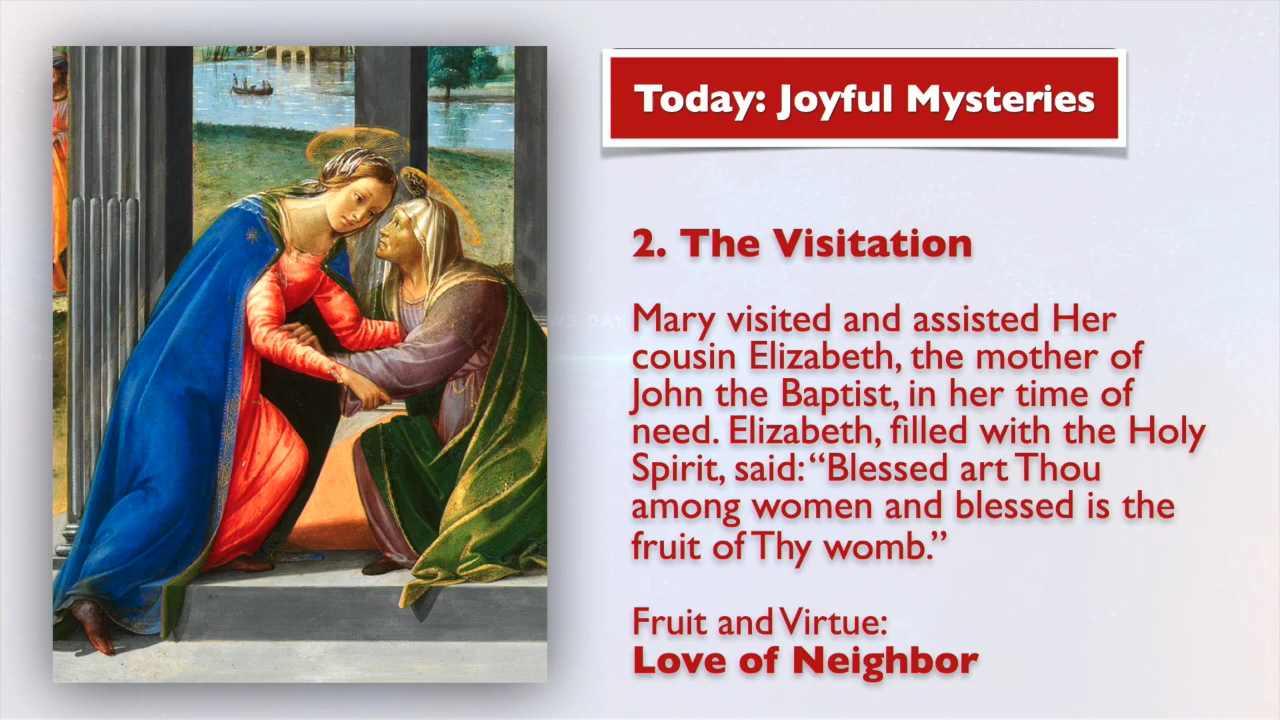 Today: Joyful Mysteries
2. The Visitation
Mary visited and assisted Her
cousin Elizabeth, the mother of
John the Baptist, in her time of
need. Elizabeth, filled with the Holy
Spirit, said: “Blessed art Thou
among women and blessed is the
fruit of Thy womb.”
Fruit and Virtue:
Love of Neighbor